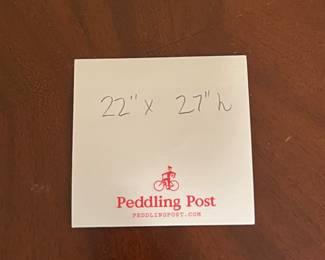 22" x 27" h
Peddling Post
PEDDLINGPOST.COM